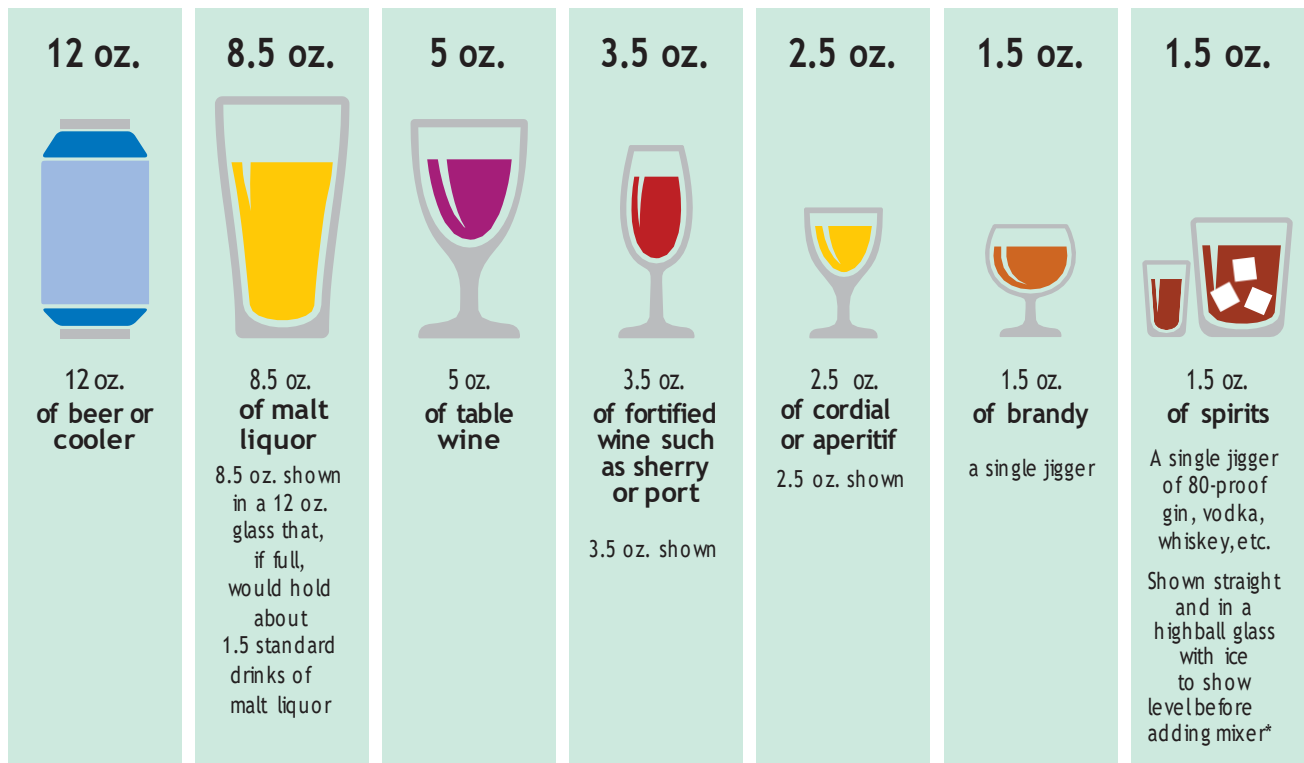 12 oz.
12 oz.
of beer or
cooler
8.5 oz.
8.5 oz.
of malt
liquor
8.5 oz. shown
in a 12 oz.
glass that,
if full,
would hold
about
1.5 standard
drinks of
malt liquor
5 oz.
5 oz.
of table
wine
3.5 oz.
3.5 oz.
of fortified
wine such
as sherry
or port
3.5 oz. shown
2.5 oz.
2.5 oz.
of cordial
or aperitif
2.5 oz. shown
1.5 oz.
1.5 oz.
of brandy
a single jigger
1.5 oz.
1.5 oz.
of spirits
A single jigger
of 80-proof
gin, vodka,
whiskey, etc.
Shown straight
and in a
highball glass
with ice
to show
level before
adding mixer*